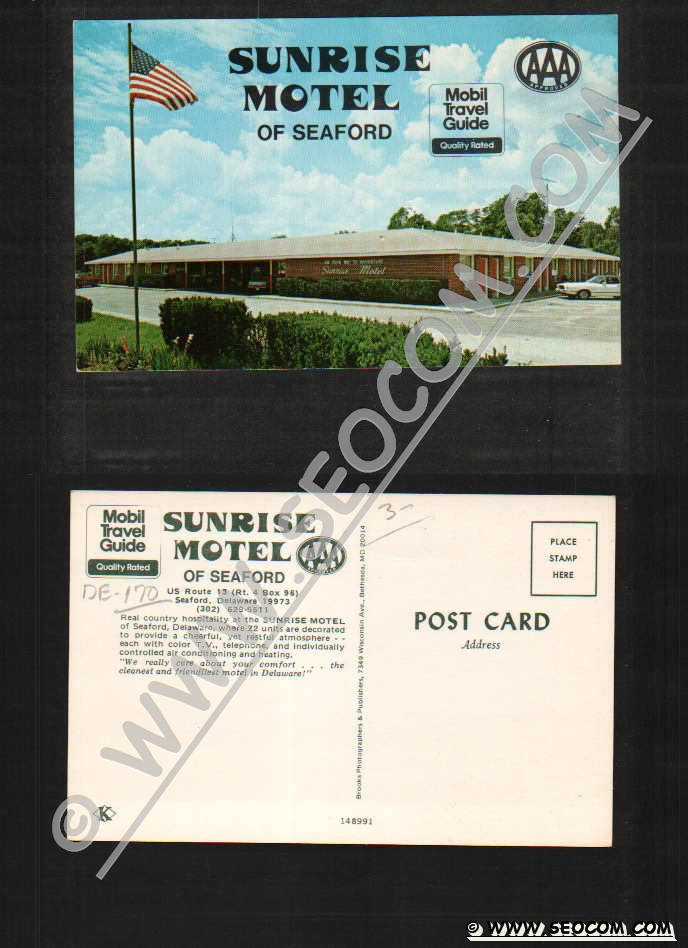 SUNRISE
MOTEL
OF SEAFORD
AAA
APPROVED
Mobil
Travel
Guide
Quality Rated
Sunrise Motel
© WWW.SEOCOM.COM
Mobil
Travel
Guide
Quality Rated
SUNRISE
MOTEL
OF SEAFORD
AAA
DE-170
US Route 13 (Rt. 4 Box 96)
Seaford, Delaware 19973
(302)
Real country hospitality at the SUNRISE MOTEL
of Seaford, Delaware, where 22 units are decorated
to provide a cheerful, yet restful atmosphere - -
each with color T.V., telephone, and individually
controlled air conditioning and heating.
"We really care about your comfort . . . the
cleanest and friendliest motel in Delaware!"
K
Brooks Photographers & Publishers, 7349 Wisconsin Ave., Bethesda, MD 20014
3-
148991
PLACE
STAMP
HERE
POST CARD
Address
© WWW.SEOCOM.COM